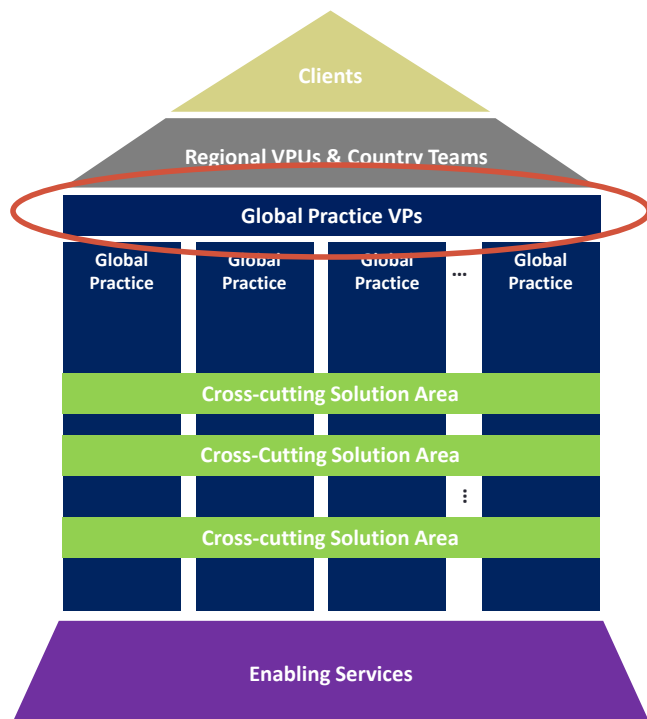 Clients
Regional VPUs & Country Teams
Global Practice VPs
Global Practice
Global Practice
Global Practice
...
Global Practice
Cross-cutting Solution Area
Cross-Cutting Solution Area
...
Cross-cutting Solution Area
Enabling Services